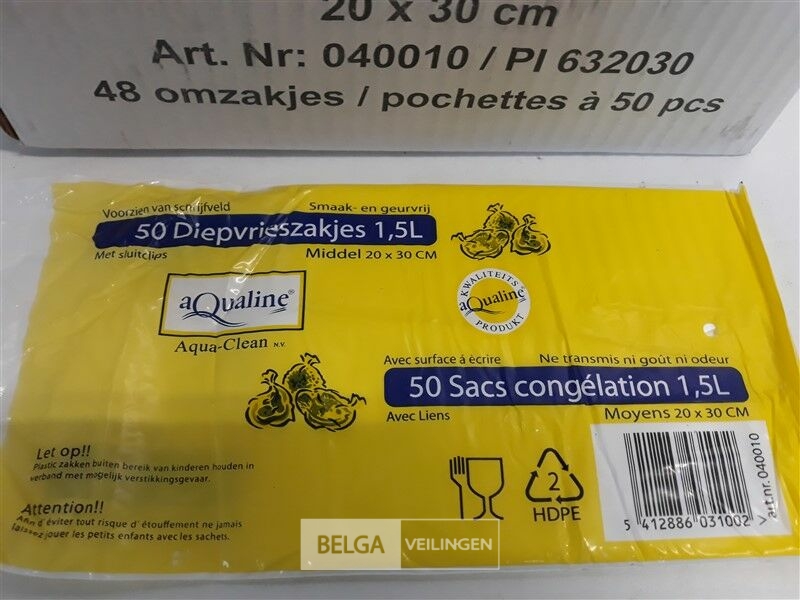 20 x 30 cm
Art. Nr: 040010 / PI 632030
48 omzakjes / pochettes à 50 pcs
Voorzien van schrijfveld
Smaak- en geurvrij
50 Diepvrieszakjes 1,5L
Met sluitclips
Middel 20 x 30 CM
aQualine®
Aqua-Clean N.V.
KWALITEITS
aQualine
PRODUKT
Avec surface à écrire
Ne transmis ni goût ni odeur
50 Sacs congélation 1,5L
Avec Liens
Moyens 20 x 30 CM
Let op!!
Plastic zakken buiten bereik van kinderen houden in
verband met mogelijk verstikkingsgevaar.
Attention!!
Afin d'éviter tout risque d'étouffement ne jamais
laissez jouer les petits enfants avec les sachets.
2
HDPE
5 412886 031002 >
art.nr. 040010
BELGA VEILINGEN